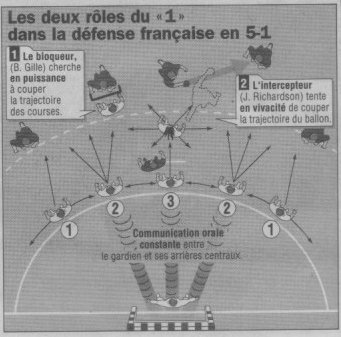 Les deux rôles du «1»
dans la défense française en 5-1
1 Le bloqueur,
(B. Gille) cherche
en puissance
à couper
la trajectoire
des courses.
2 L'intercepteur
(J. Richardson) tente
en vivacité de couper
la trajectoire du ballon.
1 2 3 2 1
Communication orale
constante entre
le gardien et ses arrières centraux.